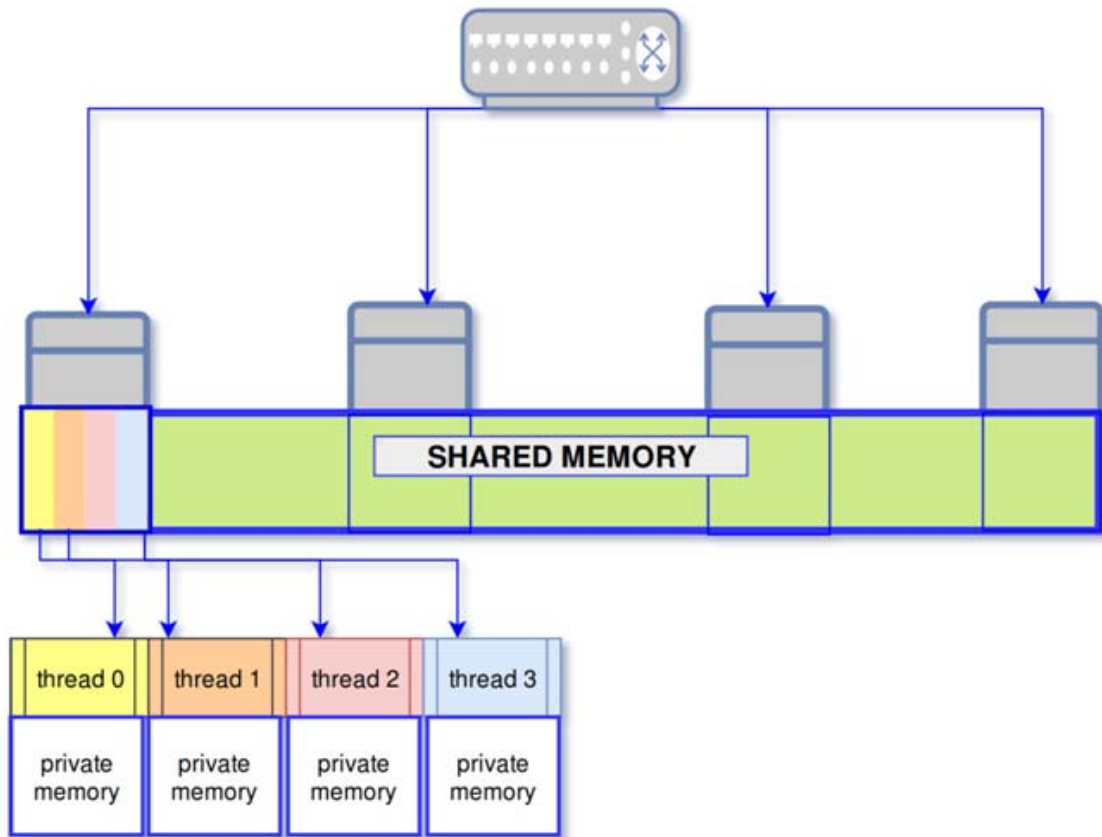 SHARED MEMORY
thread 0
thread 1
thread 2
thread 3
private
memory
private
memory
private
memory
private
memory